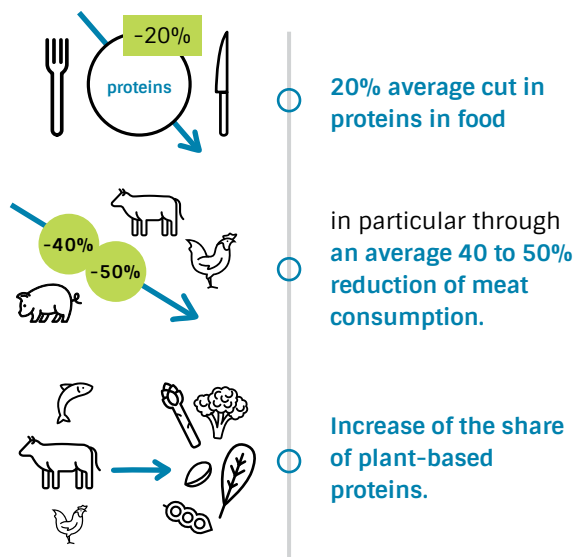 -20%
proteins
20% average cut in
proteins in food
-40%
-50%
in particular through
an average 40 to 50%
reduction of meat
consumption.
Increase of the share
of plant-based
proteins.